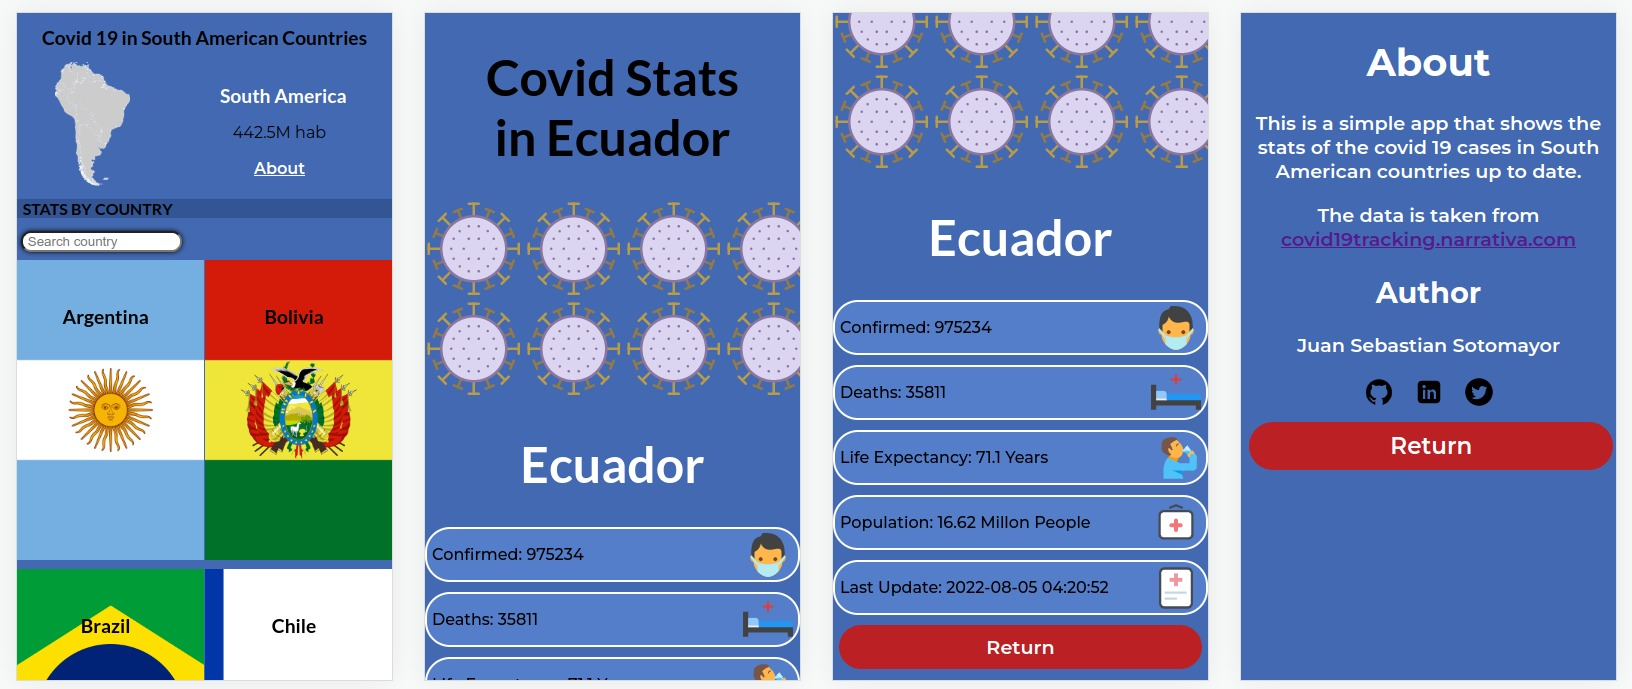 Covid 19 in South American Countries
South America
442.5M hab
About
STATS BY COUNTRY
Search country
Argentina
Bolivia
Brazil
Chile
Covid Stats
in Ecuador
Ecuador
Confirmed: 975234
Deaths: 35811
Ecuador
Confirmed: 975234
Deaths: 35811
Life Expectancy: 71.1 Years
Population: 16.62 Millon People
Last Update: 2022-08-05 04:20:52
Return
About
This is a simple app that shows the
stats of the covid 19 cases in South
American countries up to date.
The data is taken from
covid19tracking.narrativa.com
Author
Juan Sebastian Sotomayor
in
Return